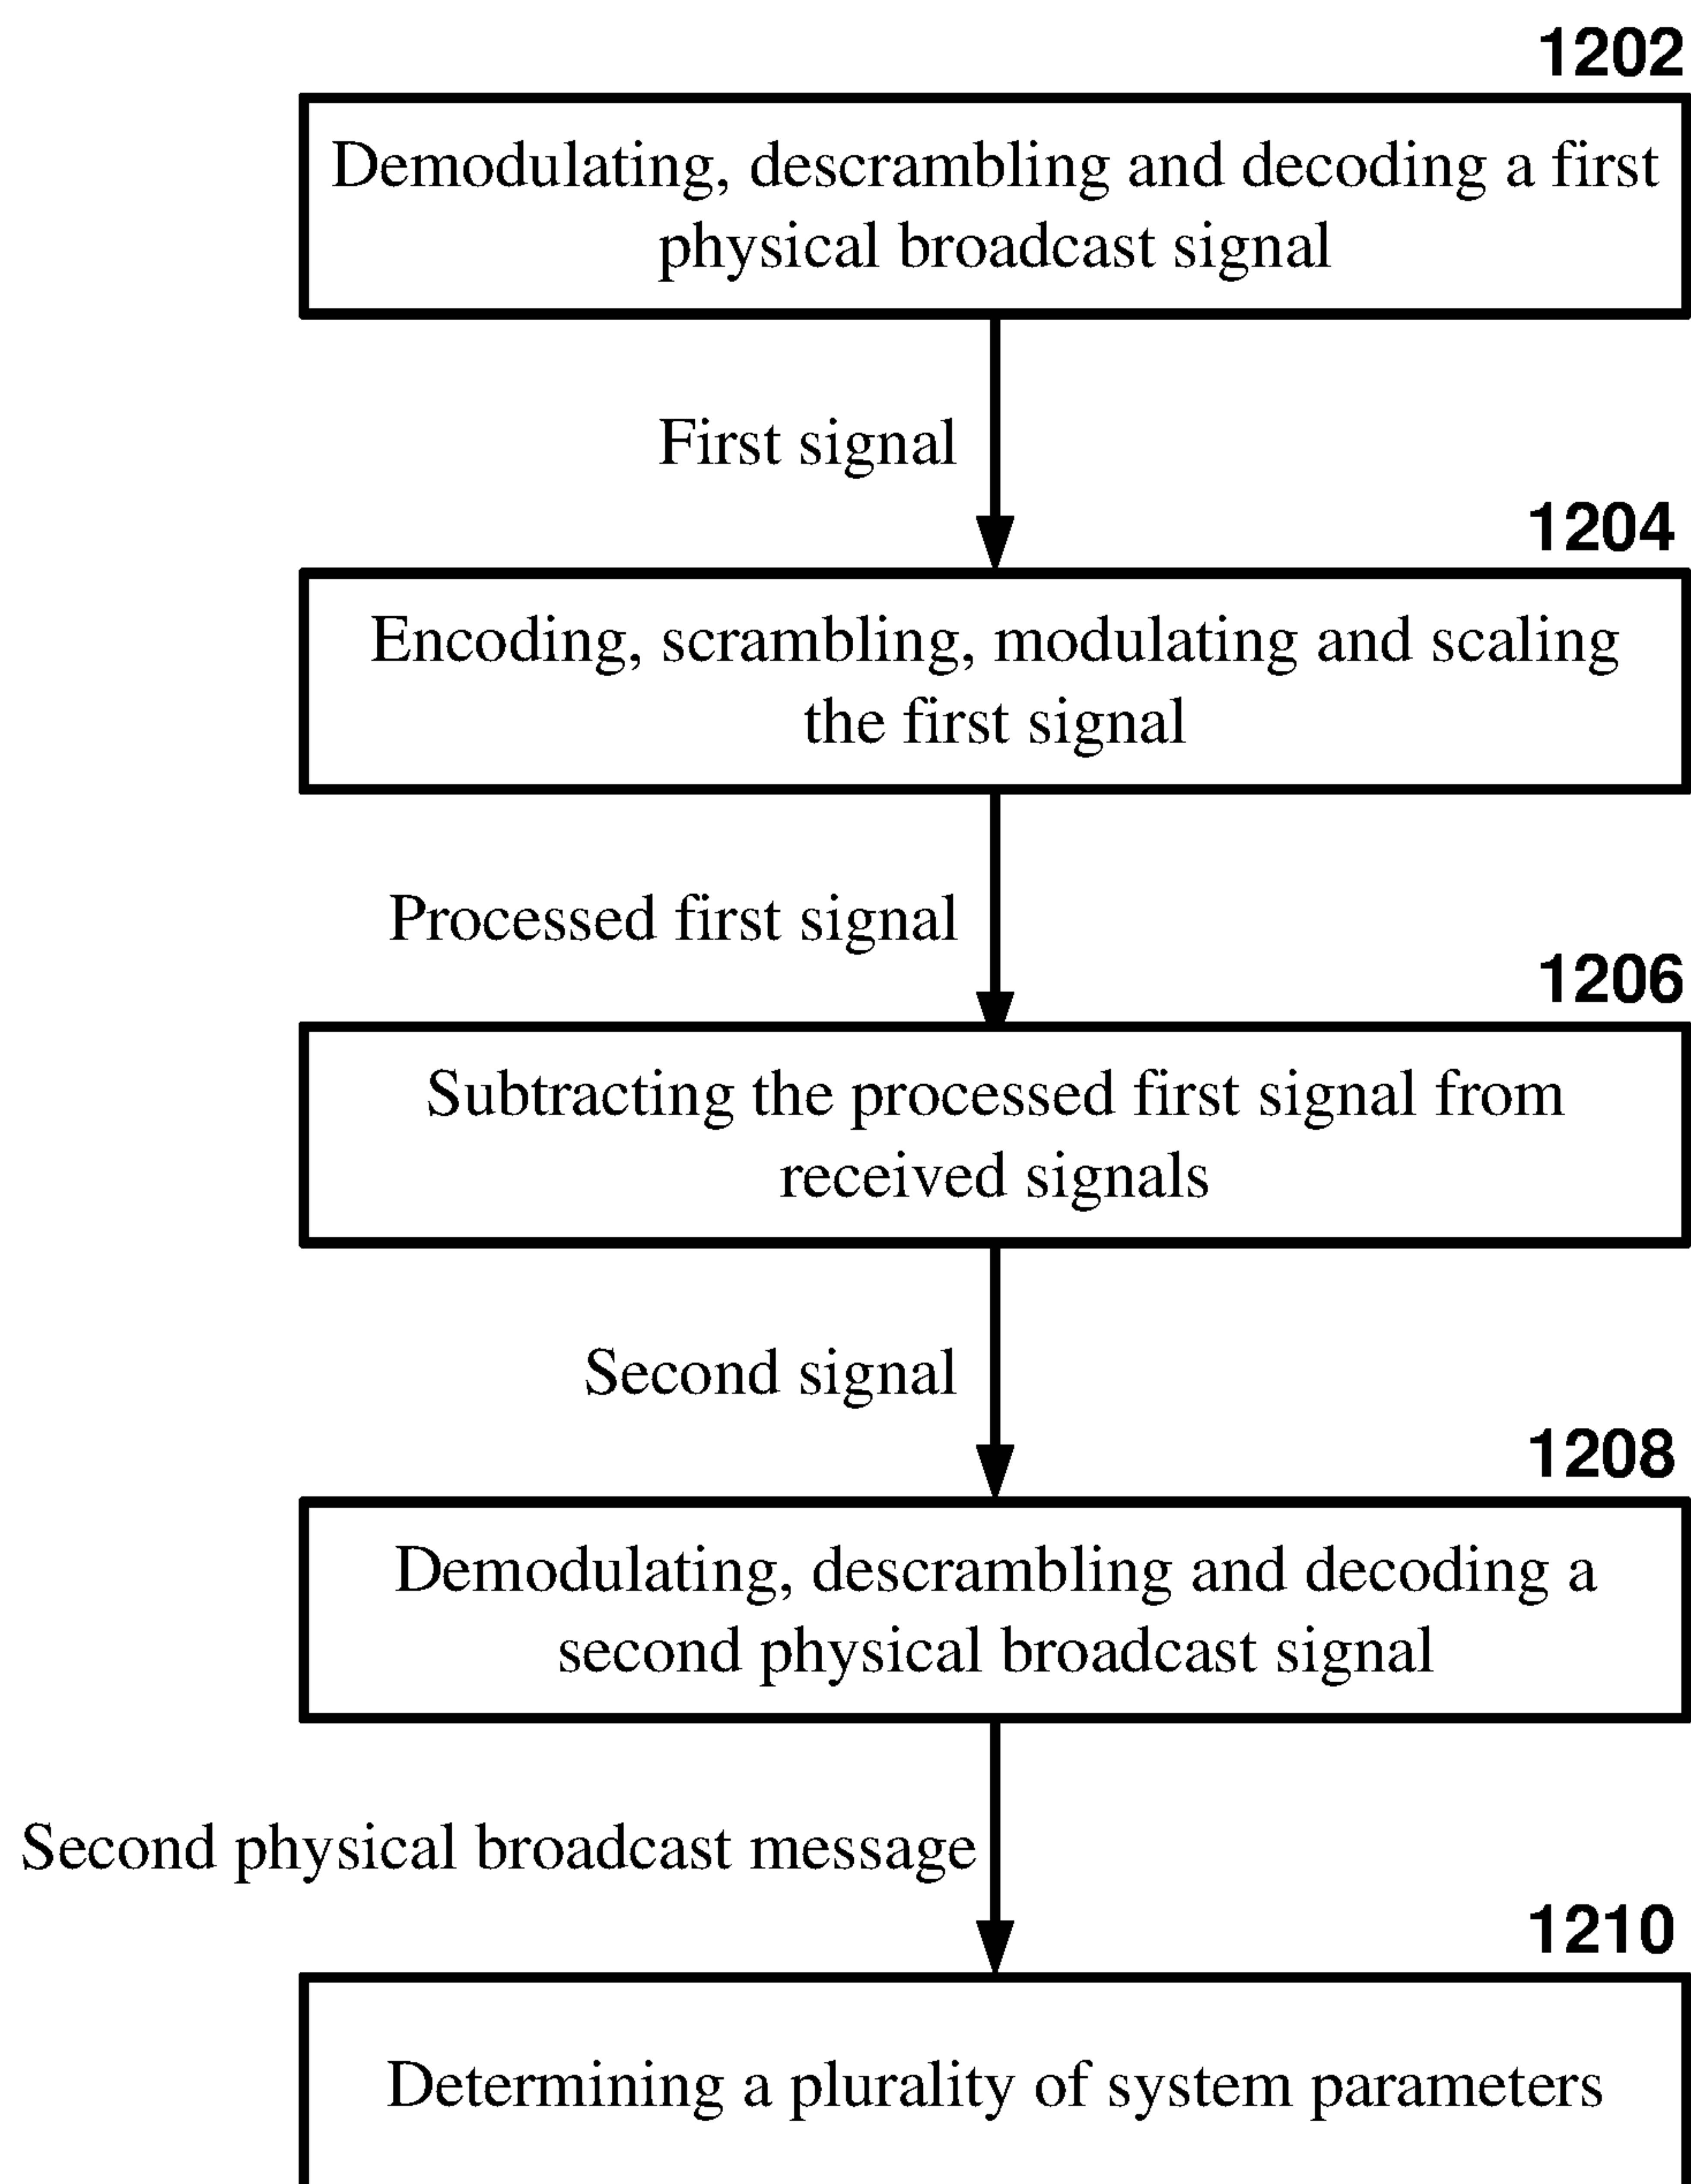 1202
Demodulating, descrambling and decoding a first
physical broadcast signal
First signal
1204
Encoding, scrambling, modulating and scaling
the first signal
Processed first signal
1206
Subtracting the processed first signal from
received signals
Second signal
1208
Demodulating, descrambling and decoding a
second physical broadcast signal
Second physical broadcast message
1210
Determining a plurality of system parameters